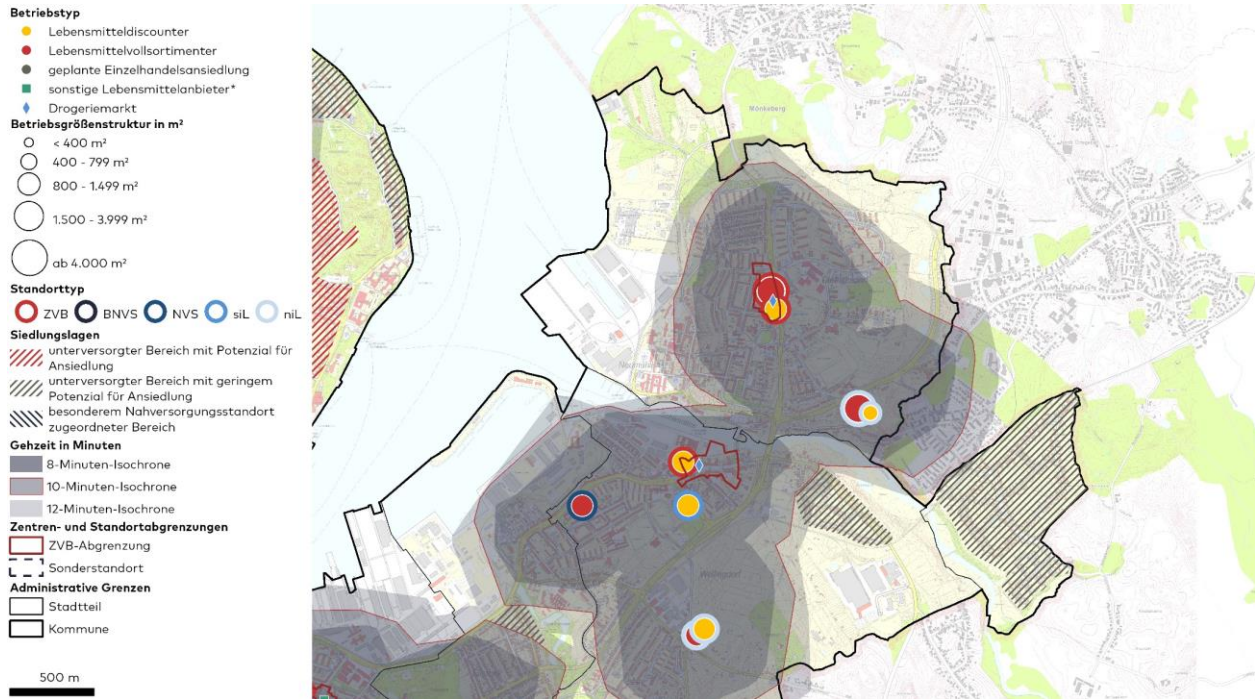 Betriebstyp
Lebensmitteldiscounter
Lebensmittelvollsortimenter
geplante Einzelhandelsansiedlung
sonstige Lebensmittelanbieter*
Drogeriemarkt
Betriebsgrößenstruktur in m²
< 400 m²
400 - 799 m²
800 - 1.499 m²
1.500 - 3.999 m²
ab 4.000 m²
Standorttyp
ZVB BNVS NVS siL niL
Siedlungslagen
unterversorgter Bereich mit Potenzial für
Ansiedlung
unterversorgter Bereich mit geringem
Potenzial für Ansiedlung
besonderem Nahversorgungsstandort
zugeordneter Bereich
Gehzeit in Minuten
8-Minuten-Isochrone
10-Minuten-Isochrone
12-Minuten-Isochrone
Zentren- und Standortabgrenzungen
ZVB-Abgrenzung
Sonderstandort
Administrative Grenzen
Stadtteil
Kommune
500 m
Mönkeberg